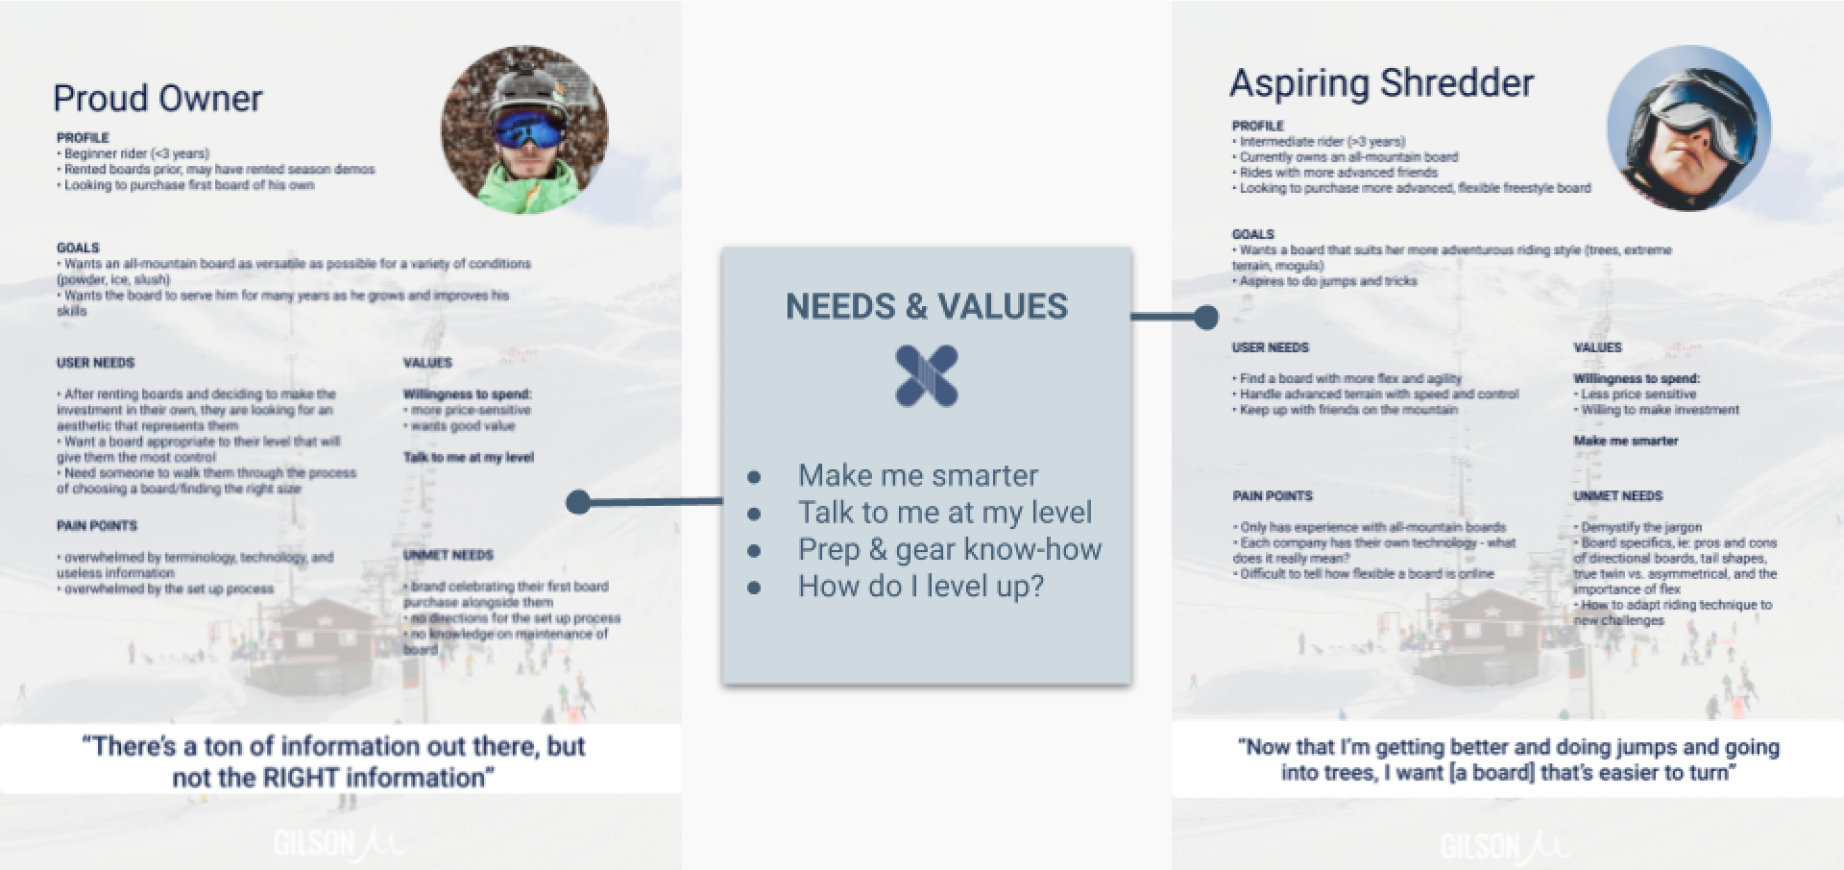 Proud Owner
PROFILE
• Beginner rider (<3 years)
• Rented boards prior, may have rented season demos
• Looking to purchase first board of his own
GOALS
• Wants an all-mountain board as versatile as possible for a variety of conditions
(powder, ice, slush)
• Wants the board to serve him for many years as he grows and improves his
skills
USER NEEDS
• After renting boards and deciding to make the
investment in their own, they are looking for an
aesthetic that represents them
• Want a board appropriate to their level that will
give them the most control
• Need someone to walk them through the process
of choosing a board/finding the right size
VALUES
Willingness to spend:
• more price-sensitive
• wants good value
Talk to me at my level
PAIN POINTS
• overwhelmed by terminology, technology, and
useless information
• overwhelmed by the set up process
UNMET NEEDS
• brand celebrating their first board
purchase alongside them
• no directions for the set up process
• no knowledge on maintenance of
board
“There’s a ton of information out there, but
not the RIGHT information”
GILSON
NEEDS & VALUES
● Make me smarter
● Talk to me at my level
● Prep & gear know-how
● How do I level up?
Aspiring Shredder
PROFILE
• Intermediate rider (>3 years)
• Currently owns an all-mountain board
• Rides with more advanced friends
• Looking to purchase more advanced, flexible freestyle board
GOALS
• Wants a board that suits her more adventurous riding style (trees, extreme
terrain, moguls)
• Aspires to do jumps and tricks
USER NEEDS
• Find a board with more flex and agility
• Handle advanced terrain with speed and control
• Keep up with friends on the mountain
VALUES
Willingness to spend:
• Less price sensitive
• Willing to make investment
Make me smarter
PAIN POINTS
• Only has experience with all-mountain boards
• Each company has their own technology - what
does it really mean?
• Difficult to tell how flexible a board is online
UNMET NEEDS
• Demystify the jargon
• Board specifics, ie: pros and cons
of directional boards, tail shapes,
true twin vs. asymmetrical, and the
importance of flex
• How to adapt riding technique to
new challenges
“Now that I’m getting better and doing jumps and going
into trees, I want [a board] that’s easier to turn”
GILSON